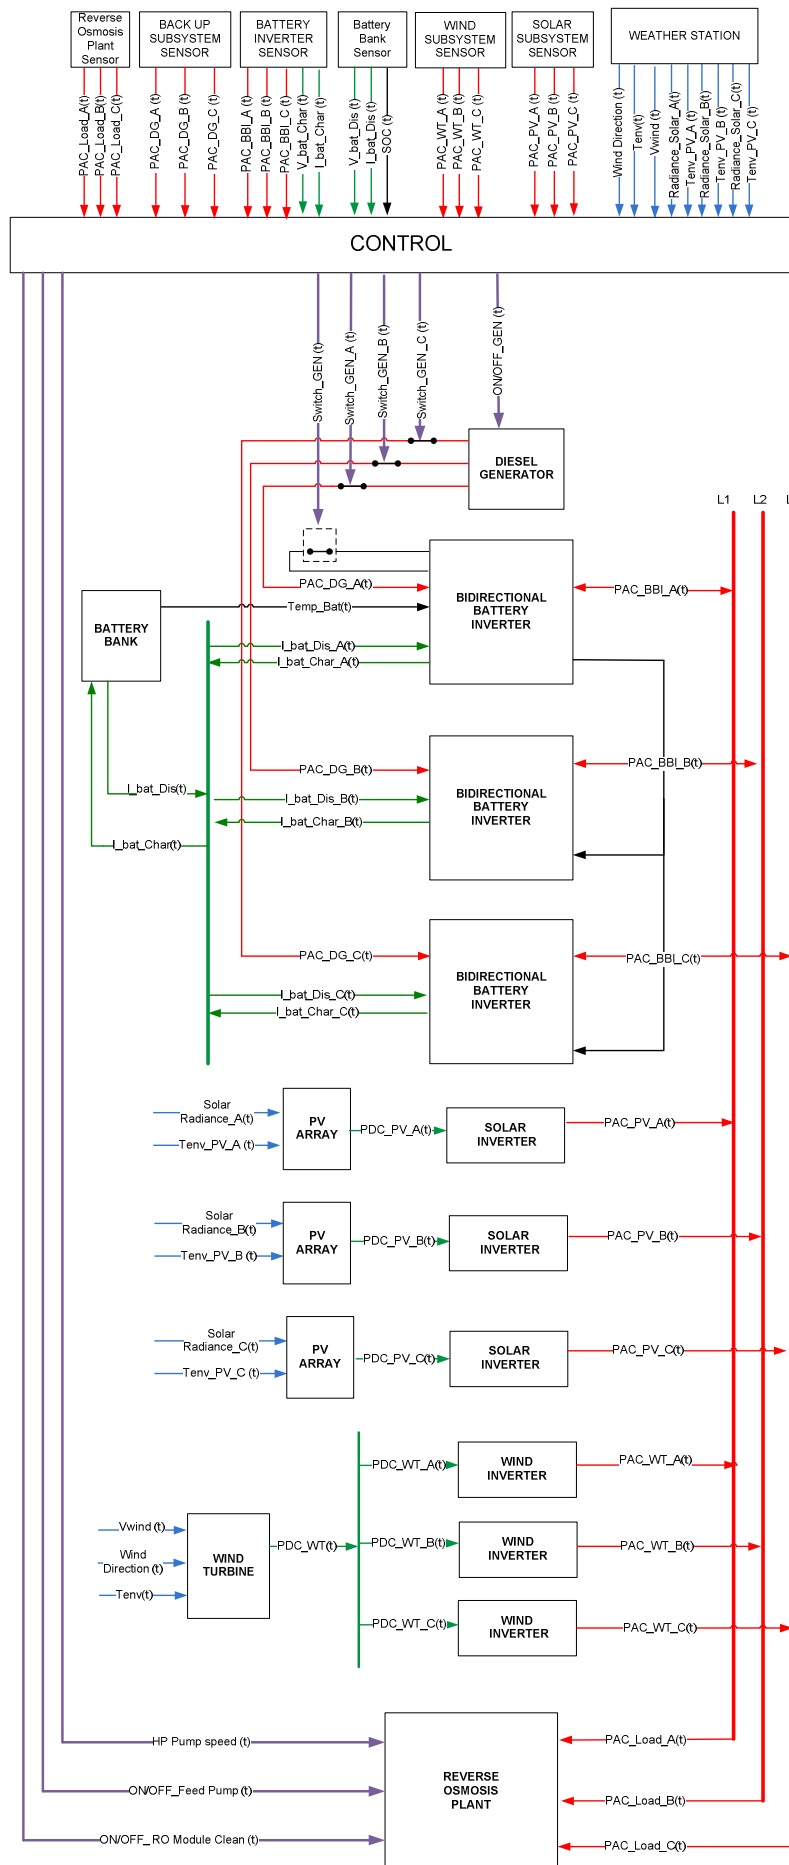 Reverse
Osmosis
Plant
Sensor
BACK UP
SUBSYSTEM
SENSOR
BATTERY
INVERTER
SENSOR
Battery
Bank
Sensor
WIND
SUBSYSTEM
SENSOR
SOLAR
SUBSYSTEM
SENSOR
WEATHER STATION
PAC_Load_A(t)
PAC_Load_B(t)
PAC_Load_C(t)
PAC_DG_A (t)
PAC_DG_B (t)
PAC_DG_C (t)
PAC_BBI_A (t)
PAC_BBI_B (t)
PAC_BBI_C (t)
V_bat_Char (t)
I_bat_Char (t)
V_bat_Dis (t)
I_bat_Dis (t)
SOC (t)
PAC_WT_A (t)
PAC_WT_B (t)
PAC_WT_C (t)
PAC_PV_A (t)
PAC_PV_B (t)
PAC_PV_C (t)
Wind Direction (t)
Tenv(t)
Vwind (t)
Radiance_Solar_A(t)
Tenv_PV_A (t)
Radiance_Solar_B(t)
Tenv_PV_B (t)
Radiance_Solar_C(t)
Tenv_PV_C (t)
CONTROL
Switch_GEN (t)
Switch_GEN_A (t)
Switch_GEN_B (t)
Switch_GEN_C (t)
ON/OFF_GEN (t)
DIESEL
GENERATOR
L1
L2
PAC_DG_A(t)
BIDIRECTIONAL
BATTERY
INVERTER
PAC_BBI_A(t)
BATTERY
BANK
Temp_Bat(t)
I_bat_Dis_A(t)
I_bat_Char_A(t)
PAC_DG_B(t)
BIDIRECTIONAL
BATTERY
INVERTER
PAC_BBI_B(t)
I_bat_Dis(t)
I_bat_Dis_B(t)
I_bat_Char_B(t)
I_bat_Char(t)
PAC_DG_C(t)
BIDIRECTIONAL
BATTERY
INVERTER
PAC_BBI_C(t)
I_bat_Dis_C(t)
I_bat_Char_C(t)
Solar
Radiance_A(t)
Tenv_PV_A (t)
PV
ARRAY
PDC_PV_A(t)
SOLAR
INVERTER
PAC_PV_A(t)
Solar
Radiance_B(t)
Tenv_PV_B (t)
PV
ARRAY
PDC_PV_B(t)
SOLAR
INVERTER
PAC_PV_B(t)
Solar
Radiance_C(t)
Tenv_PV_C (t)
PV
ARRAY
PDC_PV_C(t)
SOLAR
INVERTER
PAC_PV_C(t)
PDC_WT_A(t)
WIND
INVERTER
PAC_WT_A(t)
Vwind (t)
Wind
Direction (t)
Tenv(t)
WIND
TURBINE
PDC_WT(t)
PDC_WT_B(t)
WIND
INVERTER
PAC_WT_B(t)
PDC_WT_C(t)
WIND
INVERTER
PAC_WT_C(t)
HP Pump speed (t)
ON/OFF_Feed Pump (t)
ON/OFF_ RO Module Clean (t)
REVERSE
OSMOSIS
PLANT
PAC_Load_A(t)
PAC_Load_B(t)
PAC_Load_C(t)